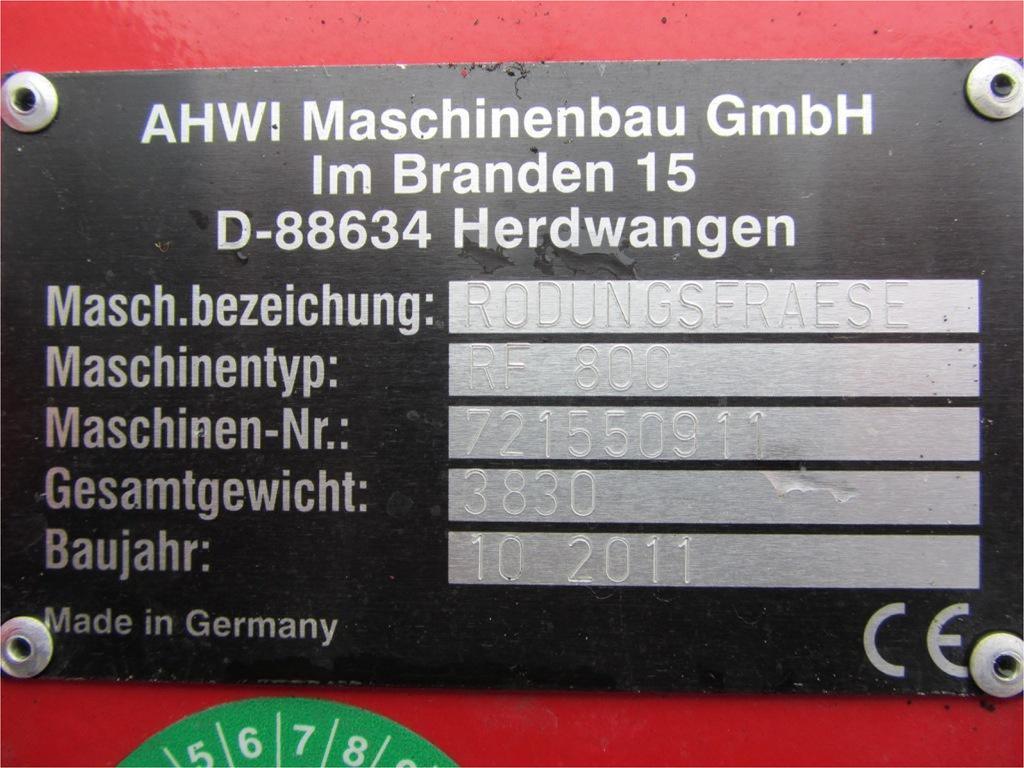 AHWI Maschinenbau GmbH
Im Branden 15
D-88634 Herdwangen
Masch.bezeichung: RODUNGSFRAESE
Maschinentyp: RF 800
Maschinen-Nr.: 721550911
Gesamtgewicht: 3830
Baujahr: 10 2011
Made in Germany
CE
5 6 7 8